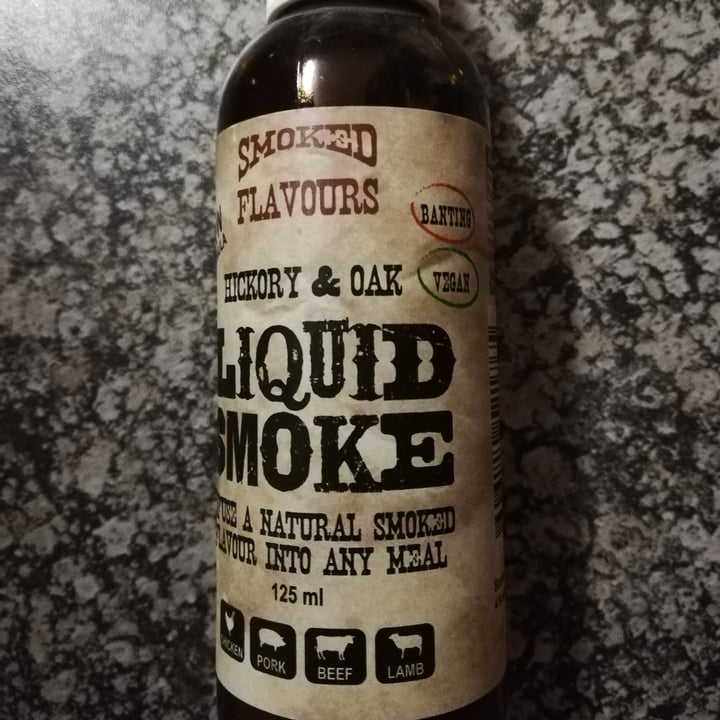 SMOKED
FLAVOURS
BANTING
HICKORY & OAK
VEGAN
LIQUID
SMOKE
A NATURAL SMOKED
FLAVOUR INTO ANY MEAL
125 ml
CHICKEN
PORK
BEEF
LAMB